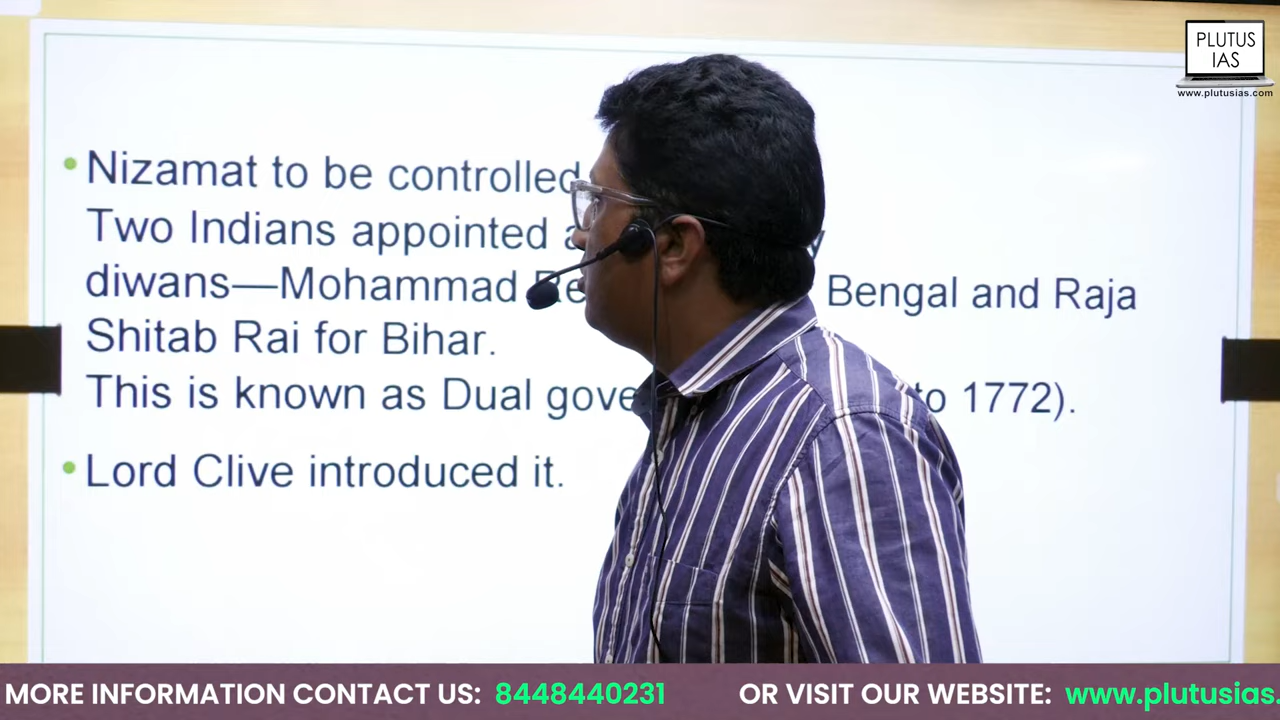 PLUTUS
IAS
www.plutusias.com
• Nizamat to be controlled
Two Indians appointed
diwans—Mohammad Bengal and Raja
Shitab Rai for Bihar.
This is known as Dual to 1772).
• Lord Clive introduced it.
MORE INFORMATION CONTACT US: 8448440231 OR VISIT OUR WEBSITE: www.plutusias.